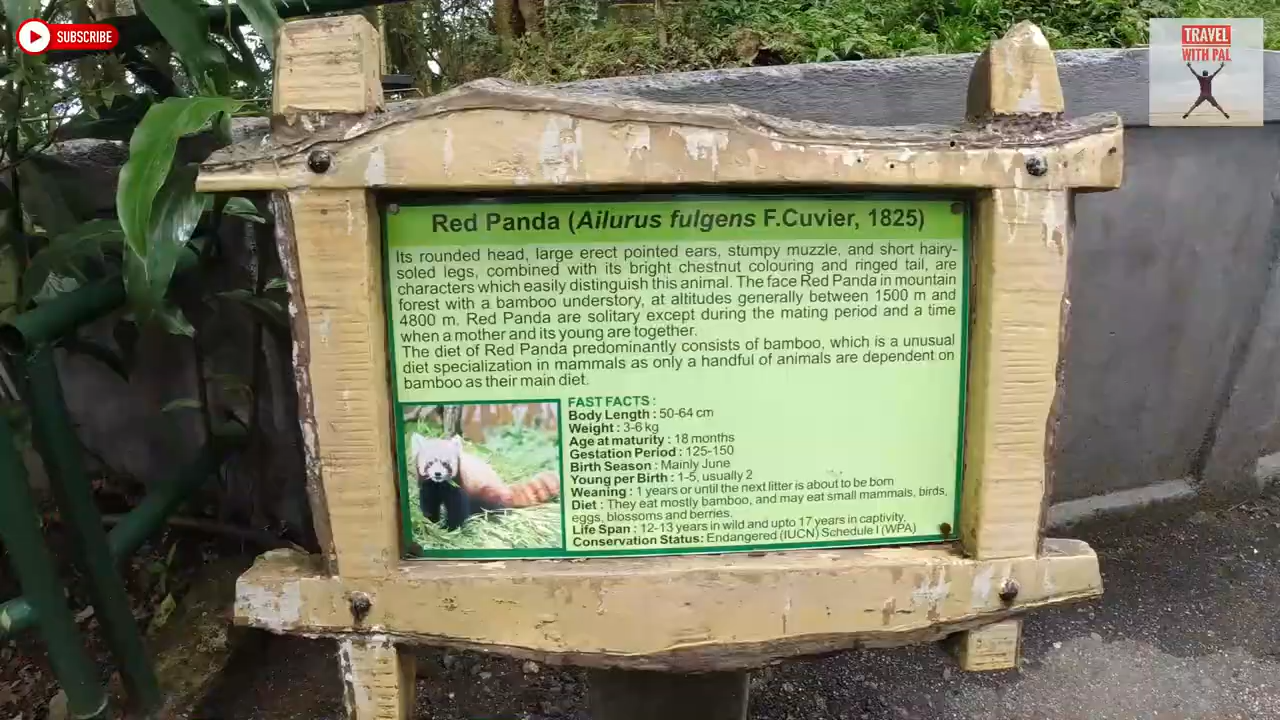 SUBSCRIBE
TRAVEL
WITH PAL
Red Panda (Ailurus fulgens F.Cuvier, 1825)
Its rounded head, large erect pointed ears, stumpy muzzle, and short hairy-
soled legs, combined with its bright chestnut colouring and ringed tail, are
characters which easily distinguish this animal. The face Red Panda in mountain
forest with a bamboo understory, at altitudes generally between 1500 m and
4800 m. Red Panda are solitary except during the mating period and a time
when a mother and its young are together.
The diet of Red Panda predominantly consists of bamboo, which is a unusual
diet specialization in mammals as only a handful of animals are dependent on
bamboo as their main diet.
FAST FACTS :
Body Length : 50-64 cm
Weight : 3-6 kg
Age at maturity : 18 months
Gestation Period : 125-150
Birth Season : Mainly June
Young per Birth : 1-5, usually 2
Weaning : 1 years or until the next litter is about to be born
Diet : They eat mostly bamboo, and may eat small mammals, birds,
eggs, blossoms and berries.
Life Span : 12-13 years in wild and upto 17 years in captivity.
Conservation Status: Endangered (IUCN) Schedule I (WPA)